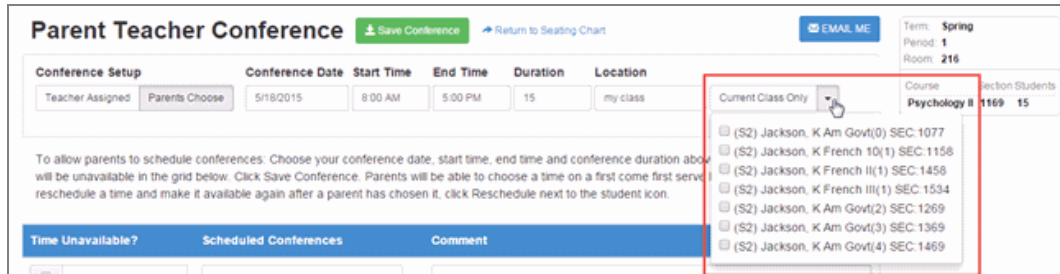 Parent Teacher Conference
Save Conference
Return to Seating Chart
EMAIL ME
Term: Spring
Period: 1
Room: 216
Course Section Students
Psychology II 1169 15
Conference Setup Conference Date Start Time End Time Duration Location
Teacher Assigned Parents Choose 5/18/2015 8:00 AM 5:00 PM 15 my class Current Class Only
(S2) Jackson, K Am Govt(0) SEC:1077
(S2) Jackson, K French 10(1) SEC:1158
(S2) Jackson, K French II(1) SEC:1458
(S2) Jackson, K French III(1) SEC:1534
(S2) Jackson, K Am Govt(2) SEC:1269
(S2) Jackson, K Am Govt(3) SEC:1369
(S2) Jackson, K Am Govt(4) SEC:1469
To allow parents to schedule conferences: Choose your conference date, start time, end time and conference duration
will be unavailable in the grid below. Click Save Conference. Parents will be able to choose a time on a first come first serve
reschedule a time and make it available again after a parent has chosen it, click Reschedule next to the student icon.
Time Unavailable? Scheduled Conferences Comment